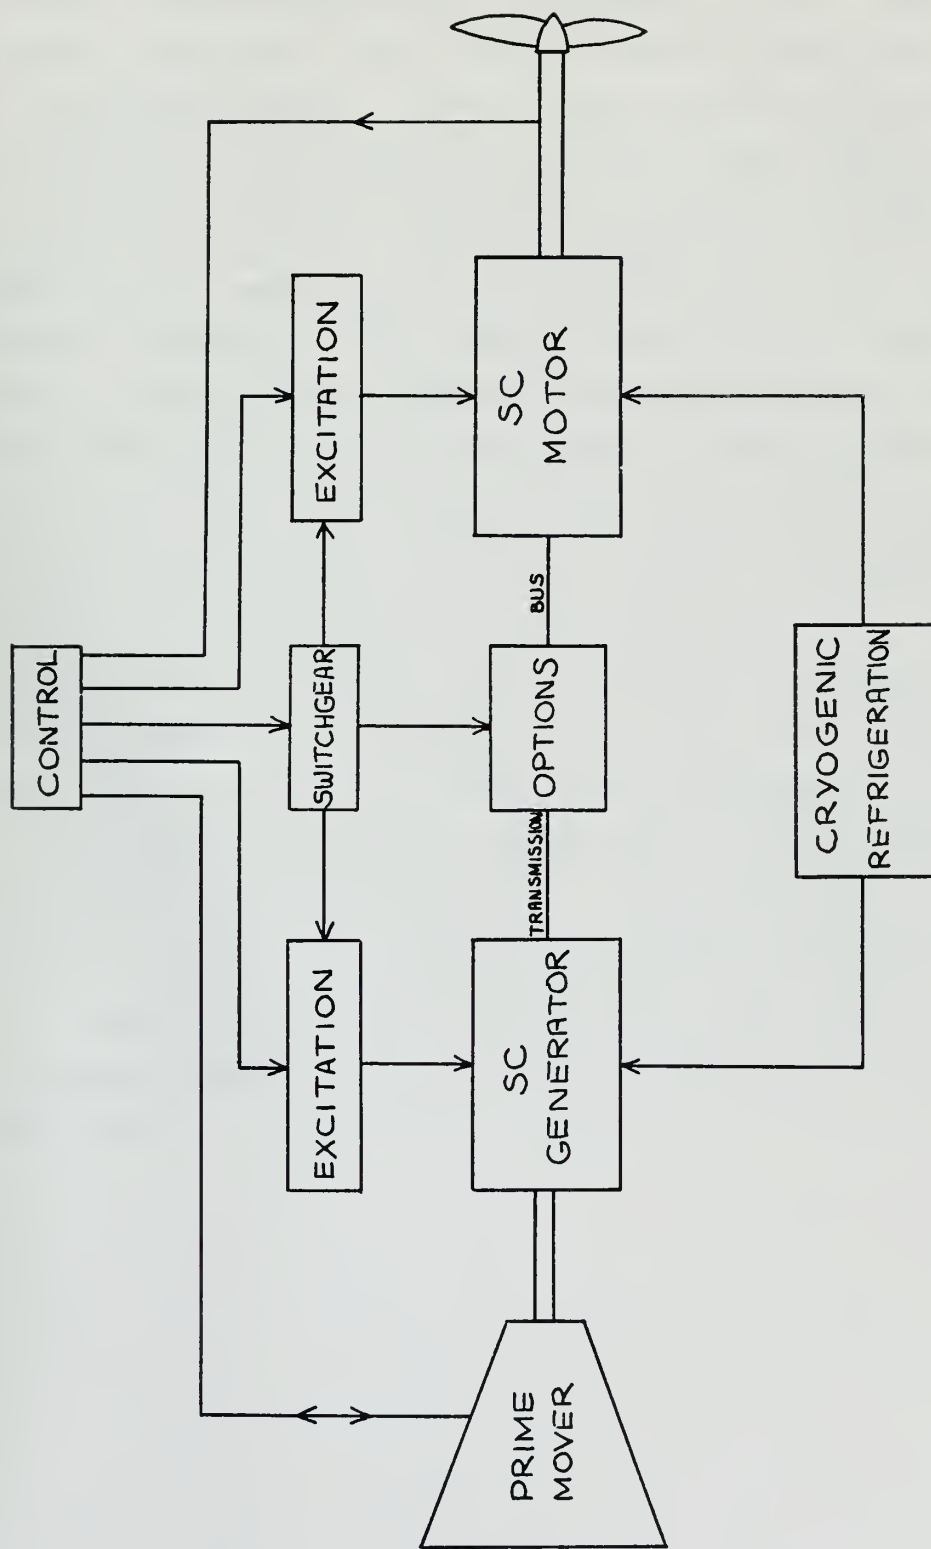 CONTROL
EXCITATION
SWITCHGEAR
EXCITATION
PRIME
MOVER
SC
GENERATOR
TRANSMISSION
OPTIONS
BUS
SC
MOTOR
CRYOGENIC
REFRIGERATION